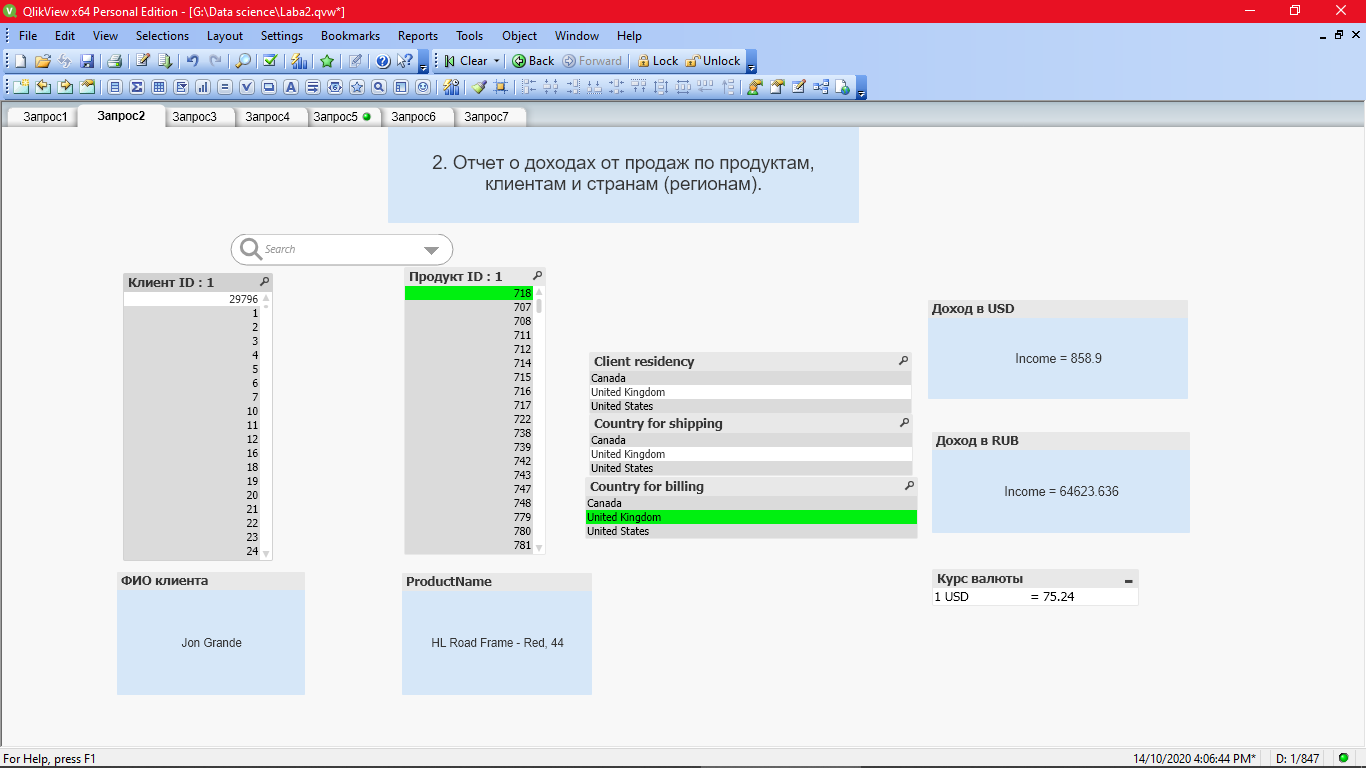 QlikView x64 Personal Edition - [G:\Data science\Laba2.qvw*]
File Edit View Selections Layout Settings Bookmarks Reports Tools Object Window Help
Clear Back Forward Lock Unlock
Запрос1 Запрос2 Запрос3 Запрос4 Запрос5 Запрос6 Запрос7
2. Отчет о доходах от продаж по продуктам,
клиентам и странам (регионам).
Search
Клиент ID : 1
29796
1
2
3
4
5
6
7
10
11
12
16
18
19
20
21
22
23
24
Продукт ID : 1
718
707
708
711
712
714
715
716
717
722
738
739
742
743
747
748
779
780
781
Client residency
Canada
United Kingdom
United States
Country for shipping
Canada
United Kingdom
United States
Country for billing
Canada
United Kingdom
United States
Доход в USD
Income = 858.9
Доход в RUB
Income = 64623.636
Курс валюты
1 USD = 75.24
ФИО клиента
Jon Grande
ProductName
HL Road Frame - Red, 44
For Help, press F1
14/10/2020 4:06:44 PM* D: 1/847